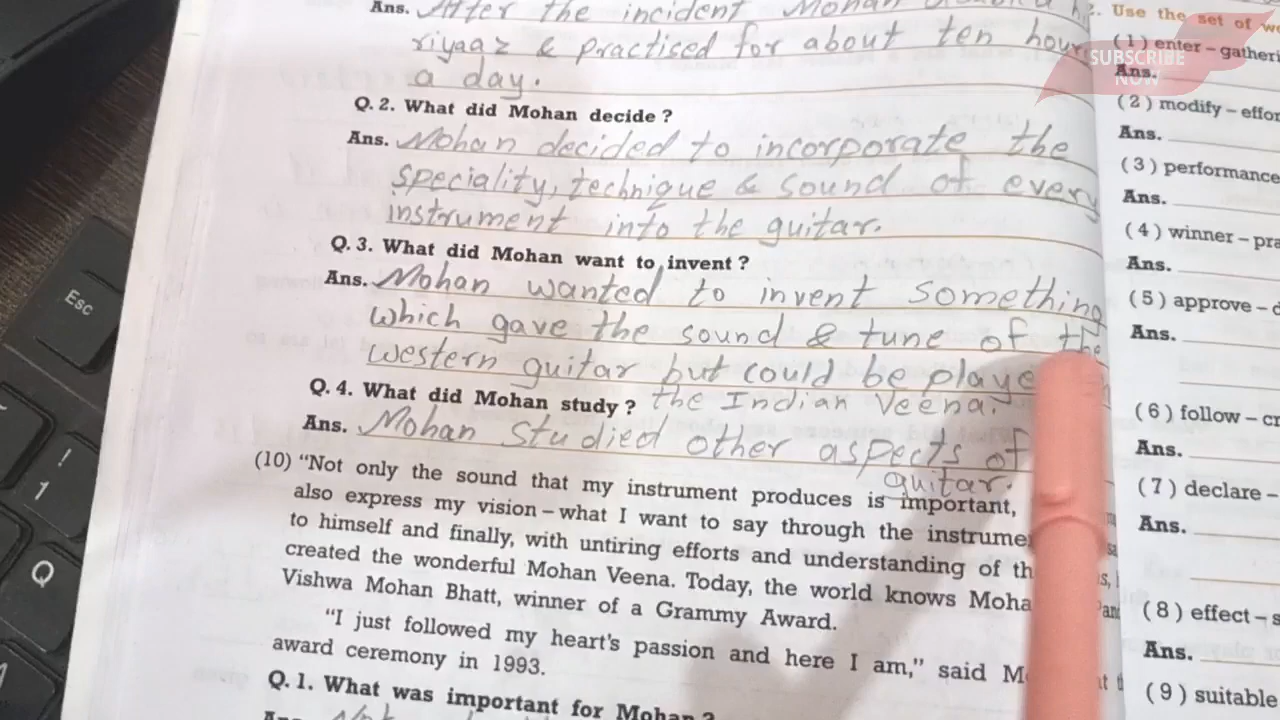 Ans. After the incident Mohan
riyaaz & practised for about ten hour
a day.
Q. 2. What did Mohan decide ?
Ans. Mohan decided to incorporate the
speciality, technique & sound of every
instrument into the guitar.
Q. 3. What did Mohan want to invent ?
Ans. Mohan wanted to invent something
which gave the sound & tune of the
western guitar but could be playe
Q. 4. What did Mohan study ? the Indian Veena.
Ans. Mohan studied other aspects of
guitar.
(10) “Not only the sound that my instrument produces is important,
also express my vision – what I want to say through the instrume
to himself and finally, with untiring efforts and understanding of th
created the wonderful Mohan Veena. Today, the world knows Moha
Vishwa Mohan Bhatt, winner of a Grammy Award.
“I just followed my heart's passion and here I am,” said M
award ceremony in 1993.
Q. 1. What was important for Mohan ?
2. Use the set of w
(1) enter – gatheri
Ans.
(2) modify – effor
Ans.
(3) performance
Ans.
(4) winner – pra
Ans.
(5) approve –
Ans.
(6) follow – cr
Ans.
(7) declare –
Ans.
(8) effect – s
Ans.
(9) suitable
SUBSCRIBE
NOW
Esc
!
1
Q